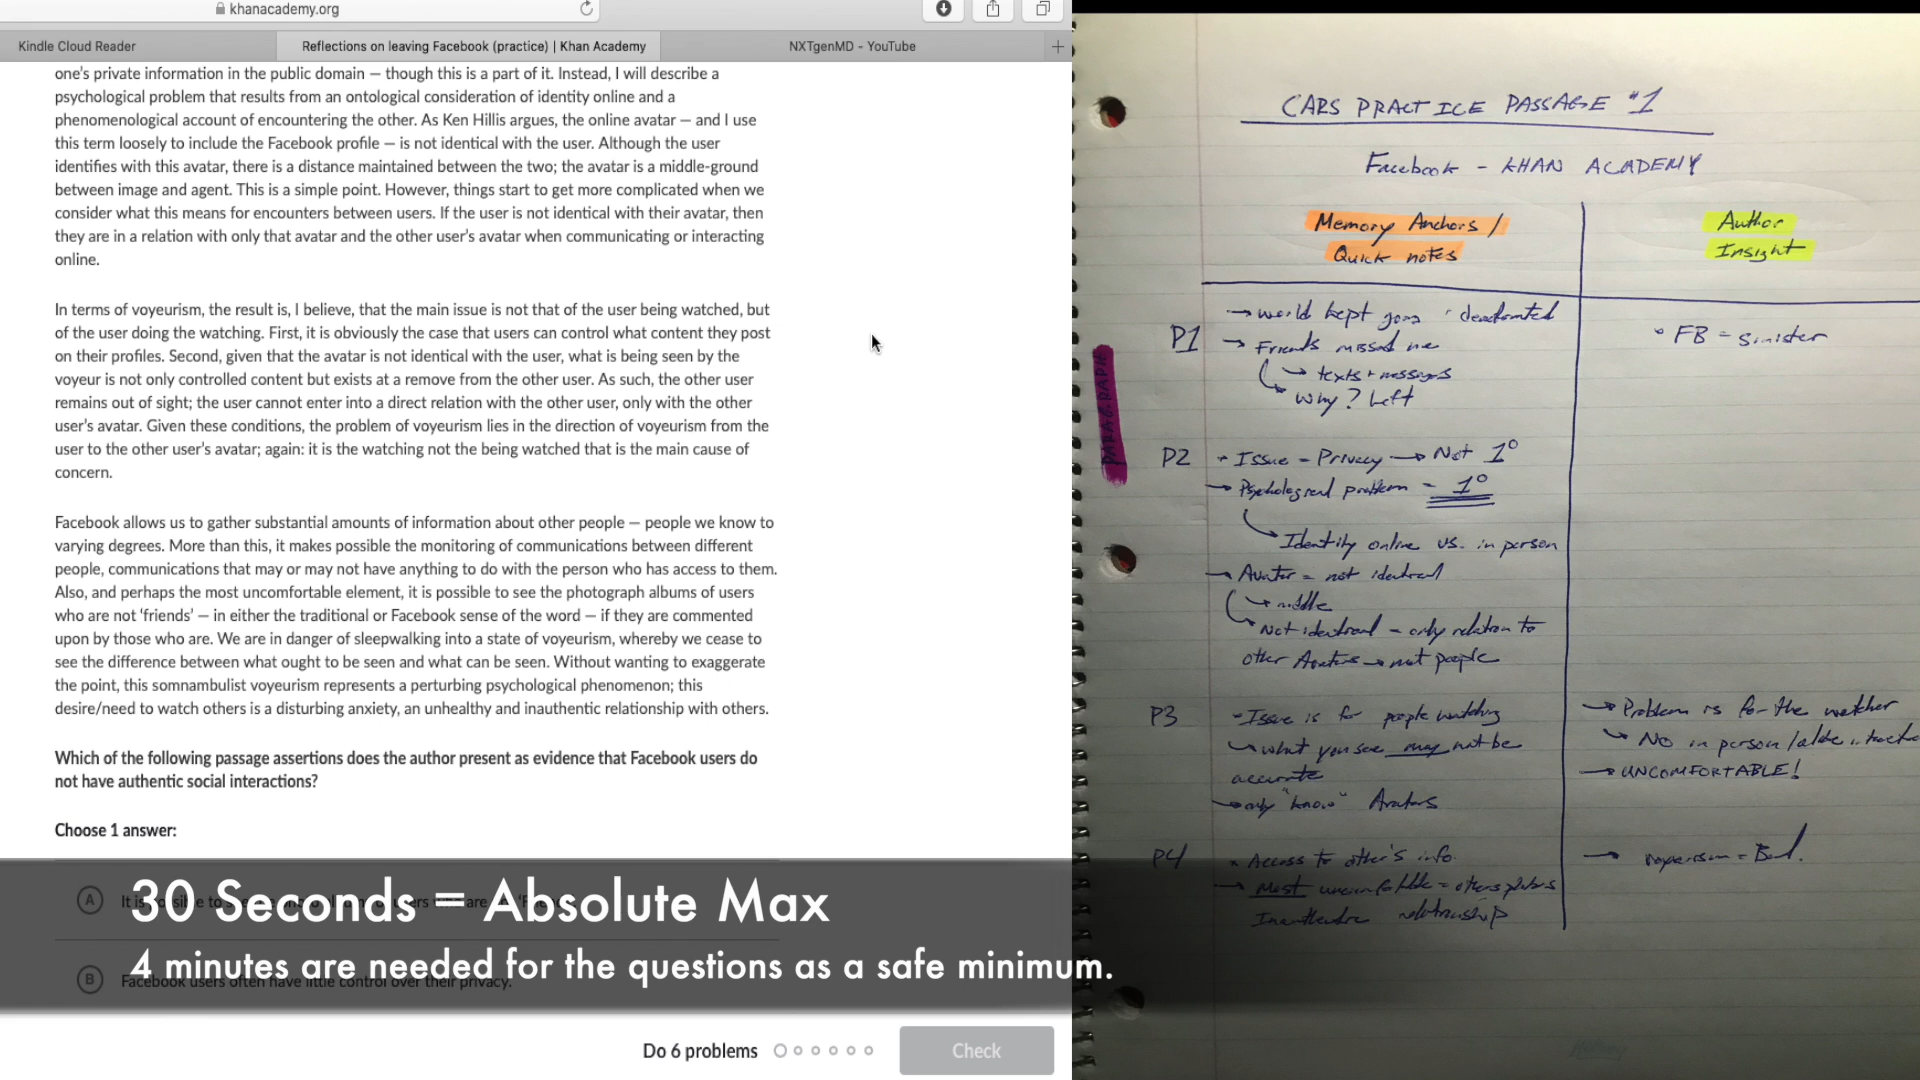 khanacademy.org
Kindle Cloud Reader
Reflections on leaving Facebook (practice) | Khan Academy
NXTgenMD - YouTube
one's private information in the public domain — though this is a part of it. Instead, I will describe a
psychological problem that results from an ontological consideration of identity online and a
phenomenological account of encountering the other. As Ken Hillis argues, the online avatar — and I use
this term loosely to include the Facebook profile — is not identical with the user. Although the user
identifies with this avatar, there is a distance maintained between the two; the avatar is a middle-ground
between image and agent. This is a simple point. However, things start to get more complicated when we
consider what this means for encounters between users. If the user is not identical with their avatar, then
they are in a relation with only that avatar and the other user's avatar when communicating or interacting
online.
In terms of voyeurism, the result is, I believe, that the main issue is not that of the user being watched, but
of the user doing the watching. First, it is obviously the case that users can control what content they post
on their profiles. Second, given that the avatar is not identical with the user, what is being seen by the
voyeur is not only controlled content but exists at a remove from the other user. As such, the other user
remains out of sight; the user cannot enter into a direct relation with the other user, only with the other
user's avatar. Given these conditions, the problem of voyeurism lies in the direction of voyeurism from the
user to the other user's avatar; again: it is the watching not the being watched that is the main cause of
concern.
Facebook allows us to gather substantial amounts of information about other people — people we know to
varying degrees. More than this, it makes possible the monitoring of communications between different
people, communications that may or may not have anything to do with the person who has access to them.
Also, and perhaps the most uncomfortable element, it is possible to see the photograph albums of users
who are not 'friends' — in either the traditional or Facebook sense of the word — if they are commented
upon by those who are. We are in danger of sleepwalking into a state of voyeurism, whereby we cease to
see the difference between what ought to be seen and what can be seen. Without wanting to exaggerate
the point, this somnambulist voyeurism represents a perturbing psychological phenomenon; this
desire/need to watch others is a disturbing anxiety, an unhealthy and inauthentic relationship with others.
Which of the following passage assertions does the author present as evidence that Facebook users do
not have authentic social interactions?
Choose 1 answer:
A
30 Seconds = Absolute Max
4 minutes are needed for the questions as a safe minimum.
B Facebook users often have little control over their privacy.
Do 6 problems
Check
CARS PRACTICE PASSAGE #1
Facebook - KHAN ACADEMY
Memory Anchors /
Quick notes
Author
Insight
PARAGRAPH
P1
→ world kept going
→ Friends missed me
→ texts + messages
→ why? Left
• FB = sinister
P2
• Issue = Privacy → Not 1°
→ Psychological problem = 1°
→ Identity online vs. in person
→ Avatar = not identical
→ middle
→ Not identical - only relation to
other Avatars → not people
P3
• Issue is for people watching
→ what you see may not be
accurate
→ only "know" Avatars
→ Problem is for the watcher
→ No in person
→ UNCOMFORTABLE!
P4
• Access to other's info.
→ Most uncomfortable = others photos
Inauthentic relationship
→ voyeurism = Bad.